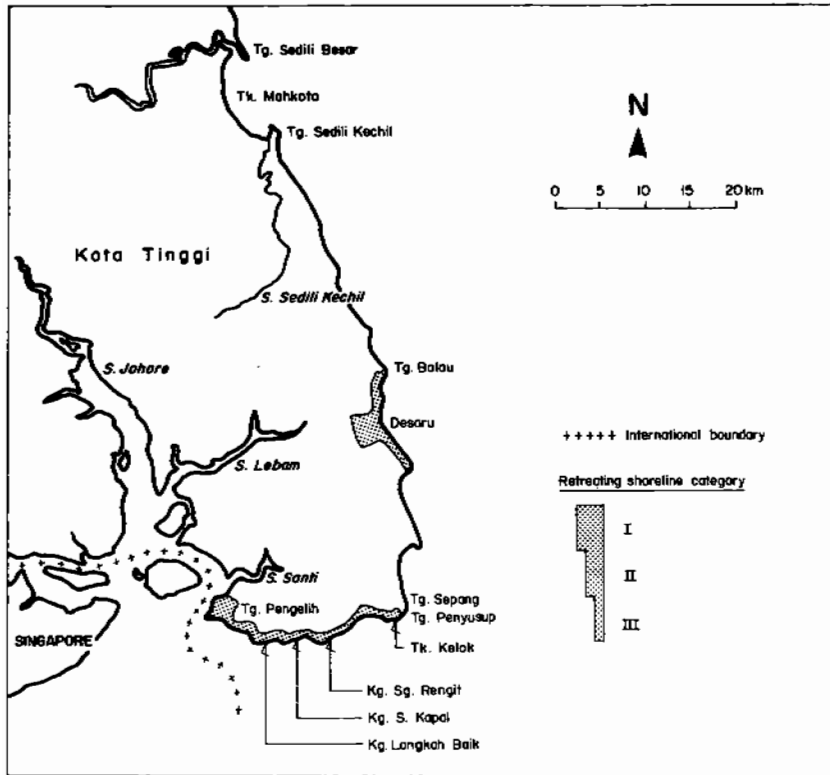 Tg. Sedili Besar
Tk. Mahkota
Tg. Sedili Kechil
N
0 5 10 15 20 km
Kota Tinggi
S. Sedili Kechil
S. Johore
Tg. Balau
Desaru
+++++ International boundary
S. Lebam
Retreating shoreline category
I
II
III
S. Santi
Tg. Pengelih
Tg. Sepang
Tg. Penyusup
SINGAPORE
Tk. Kelok
Kg. Sg. Rengit
Kg. S. Kapal
Kg. Langkah Baik